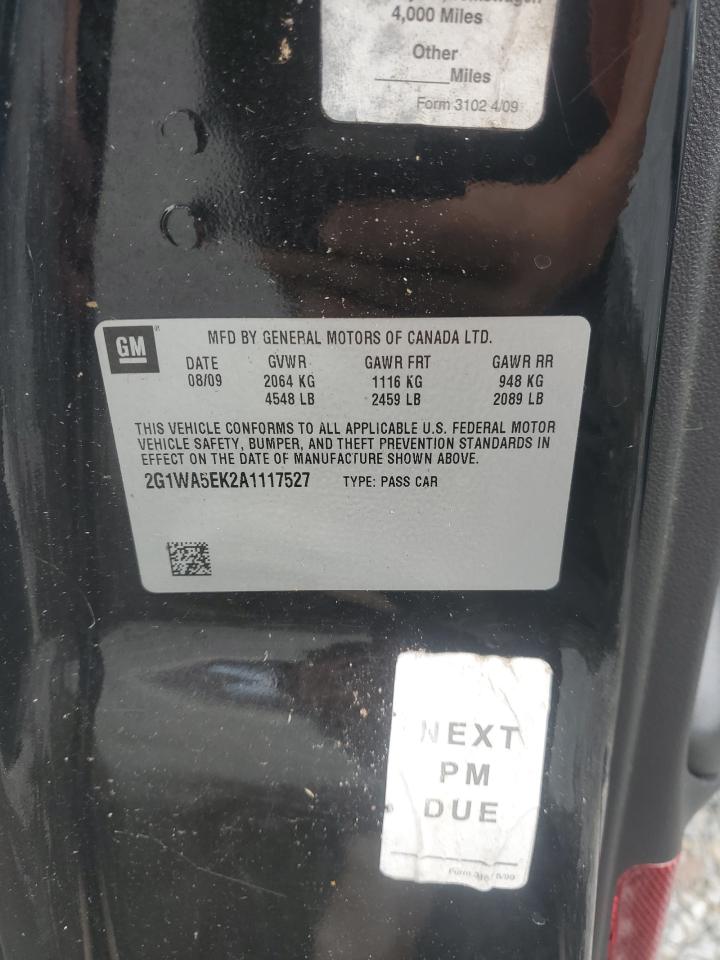 4,000 Miles
Other
_______Miles
Form 3102 4/09
GM
MFD BY GENERAL MOTORS OF CANADA LTD.
DATE GVWR GAWR FRT GAWR RR
08/09 2064 KG 1116 KG 948 KG
4548 LB 2459 LB 2089 LB
THIS VEHICLE CONFORMS TO ALL APPLICABLE U.S. FEDERAL MOTOR
VEHICLE SAFETY, BUMPER, AND THEFT PREVENTION STANDARDS IN
EFFECT ON THE DATE OF MANUFACTURE SHOWN ABOVE.
2G1WA5EK2A1117527 TYPE: PASS CAR
NEXT
PM
DUE
Form